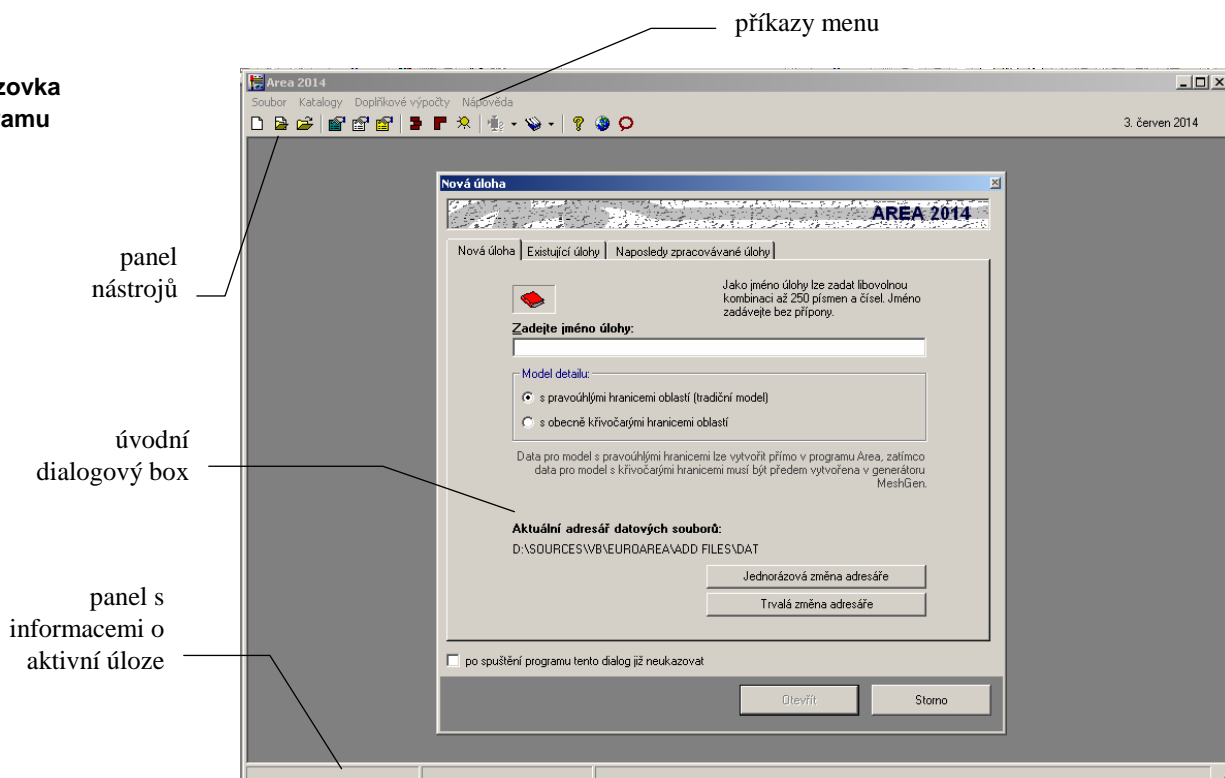 příkazy menu
zovka
ramu
Area 2014
Soubor Katalogy Doplňkové výpočty Nápověda
3. červen 2014
Nová úloha
AREA 2014
Nová úloha Existující úlohy Naposledy zpracovávané úlohy
panel
nástrojů
Jako jméno úlohy lze zadat libovolnou
kombinaci až 250 písmen a čísel. Jméno
zadávejte bez přípony.
Zadejte jméno úlohy:
Model detailu:
s pravoúhlými hranicemi oblastí (tradiční model)
s obecně křivočarými hranicemi oblastí
úvodní
dialogový box
Data pro model s pravoúhlými hranicemi lze vytvořit přímo v programu Area, zatímco
data pro model s křivočarými hranicemi musí být předem vytvořena v generátoru
MeshGen.
Aktuální adresář datových souborů:
D:\SOURCES\VB\EUROAREA\ADD FILES\DAT
Jednorázová změna adresáře
Trvalá změna adresáře
panel s
informacemi o
aktivní úloze
po spuštění programu tento dialog již neukazovat
Otevřít Storno